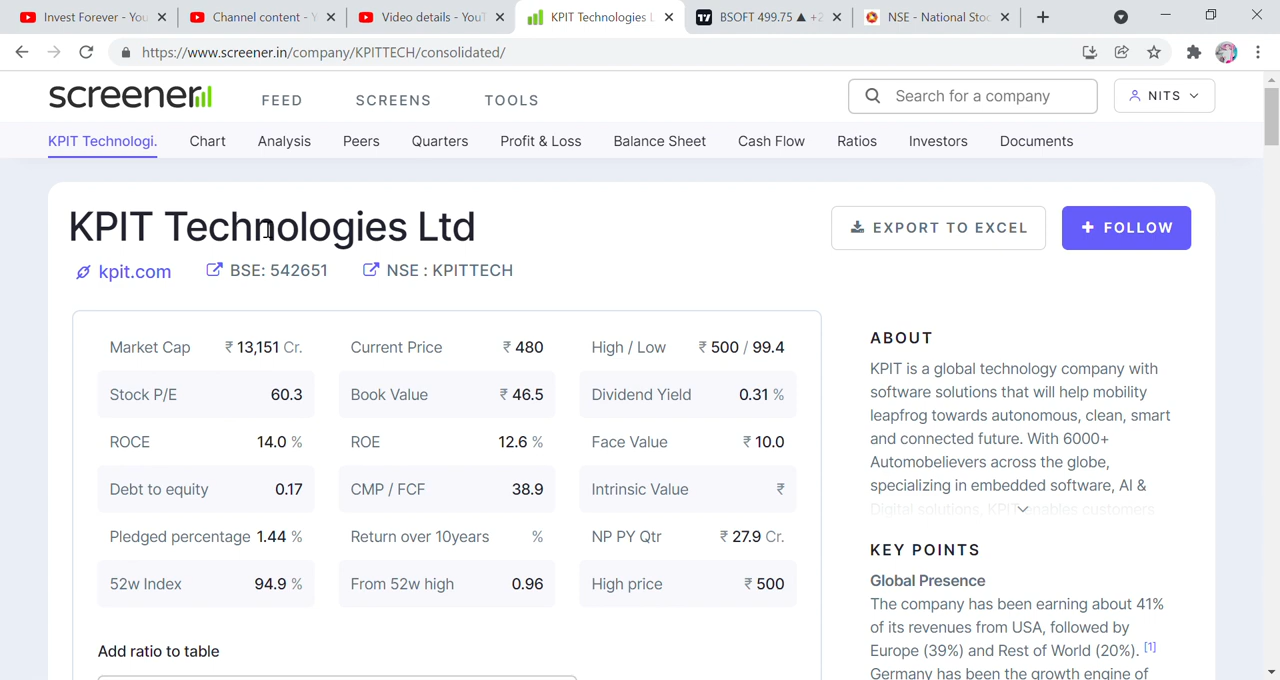 Invest Forever - You
Channel content - Y
Video details - YouT
KPIT Technologies L
BSOFT 499.75 ▲ +2
NSE - National Stoc
https://www.screener.in/company/KPITTECH/consolidated/
screener
FEED
SCREENS
TOOLS
Search for a company
NITS
KPIT Technologi.
Chart
Analysis
Peers
Quarters
Profit & Loss
Balance Sheet
Cash Flow
Ratios
Investors
Documents
KPIT Technologies Ltd
EXPORT TO EXCEL
+ FOLLOW
kpit.com
BSE: 542651
NSE : KPITTECH
Market Cap ₹ 13,151 Cr.
Current Price ₹ 480
High / Low ₹ 500 / 99.4
Stock P/E 60.3
Book Value ₹ 46.5
Dividend Yield 0.31 %
ROCE 14.0 %
ROE 12.6 %
Face Value ₹ 10.0
Debt to equity 0.17
CMP / FCF 38.9
Intrinsic Value ₹
Pledged percentage 1.44 %
Return over 10years %
NP PY Qtr ₹ 27.9 Cr.
52w Index 94.9 %
From 52w high 0.96
High price ₹ 500
Add ratio to table
ABOUT
KPIT is a global technology company with
software solutions that will help mobility
leapfrog towards autonomous, clean, smart
and connected future. With 6000+
Automobelievers across the globe,
specializing in embedded software, AI &
Digital solutions, KPIT enables customers
KEY POINTS
Global Presence
The company has been earning about 41%
of its revenues from USA, followed by
Europe (39%) and Rest of World (20%). [1]
Germany has been the growth engine of